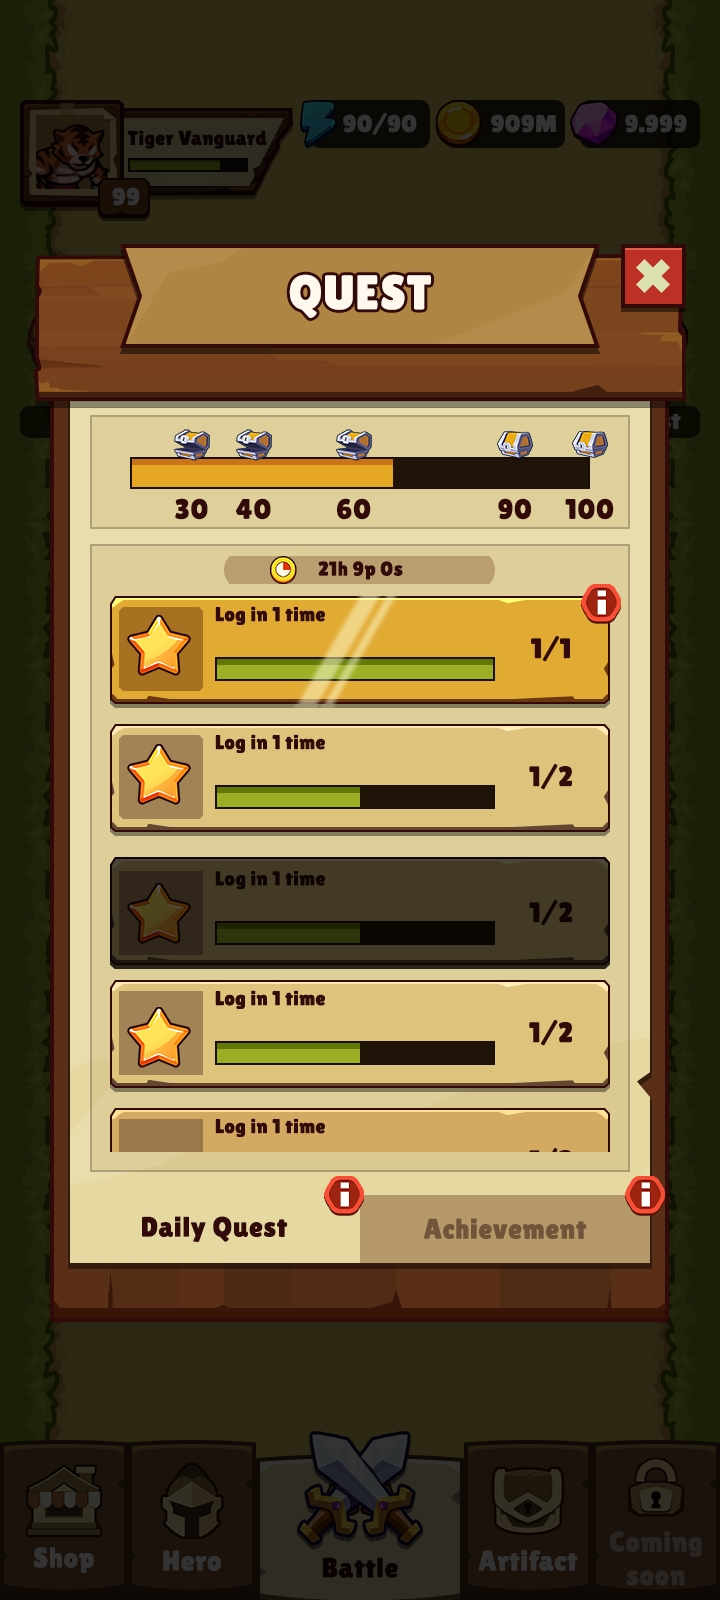 Tiger Vanguard
99
90/90
909M
9.999
QUEST
30 40 60 90 100
21h 9p 0s
Log in 1 time
1/1
Log in 1 time
1/2
Log in 1 time
1/2
Log in 1 time
1/2
Log in 1 time
Daily Quest
Achievement
Shop
Hero
Battle
Artifact
Coming
soon